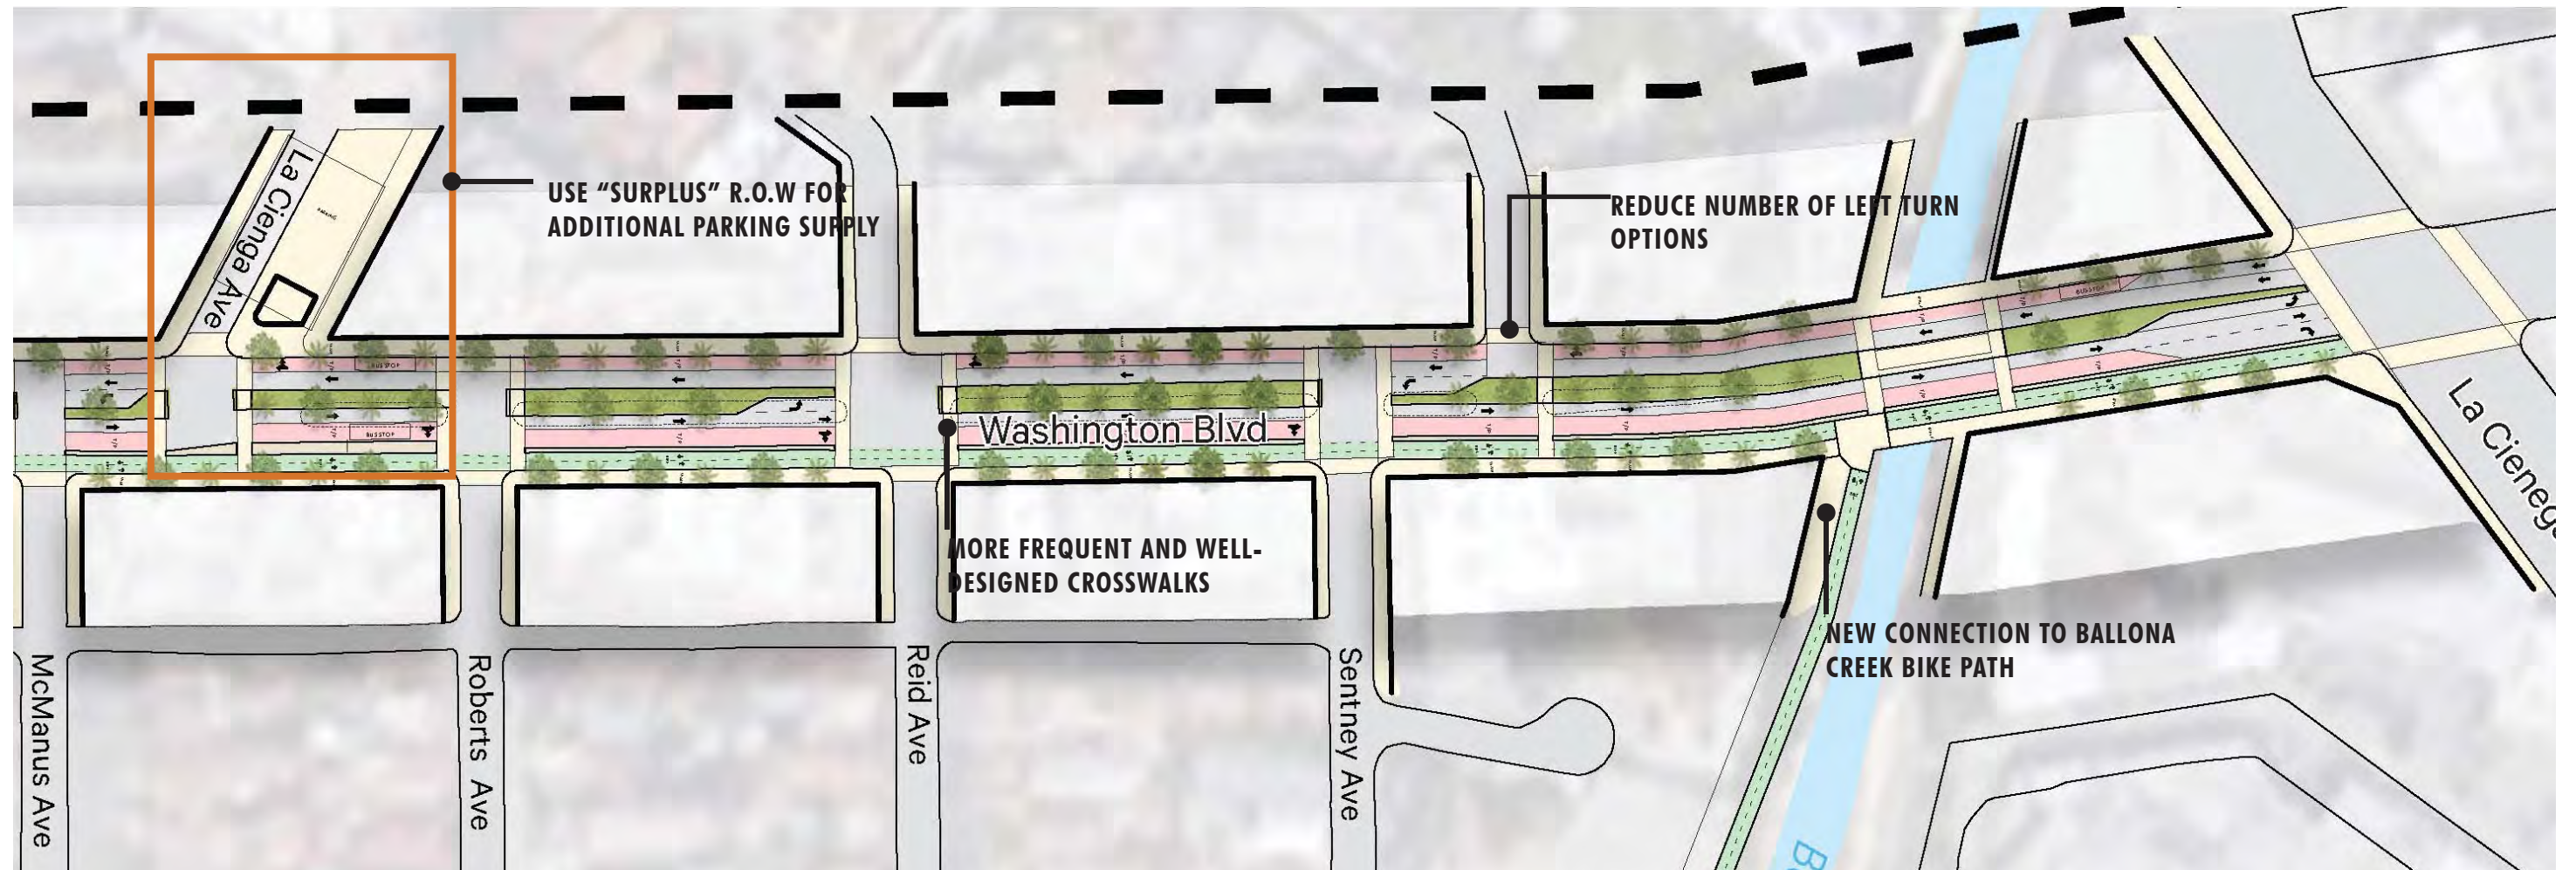 La Cienga Ave
USE “SURPLUS” R.O.W FOR
ADDITIONAL PARKING SUPPLY
REDUCE NUMBER OF LEFT TURN
OPTIONS
BUS STOP
BUS STOP
BUS STOP
Washington Blvd
La Cieneg
MORE FREQUENT AND WELL-
DESIGNED CROSSWALKS
NEW CONNECTION TO BALLONA
CREEK BIKE PATH
McManus Ave
Roberts Ave
Reid Ave
Sentney Ave
B